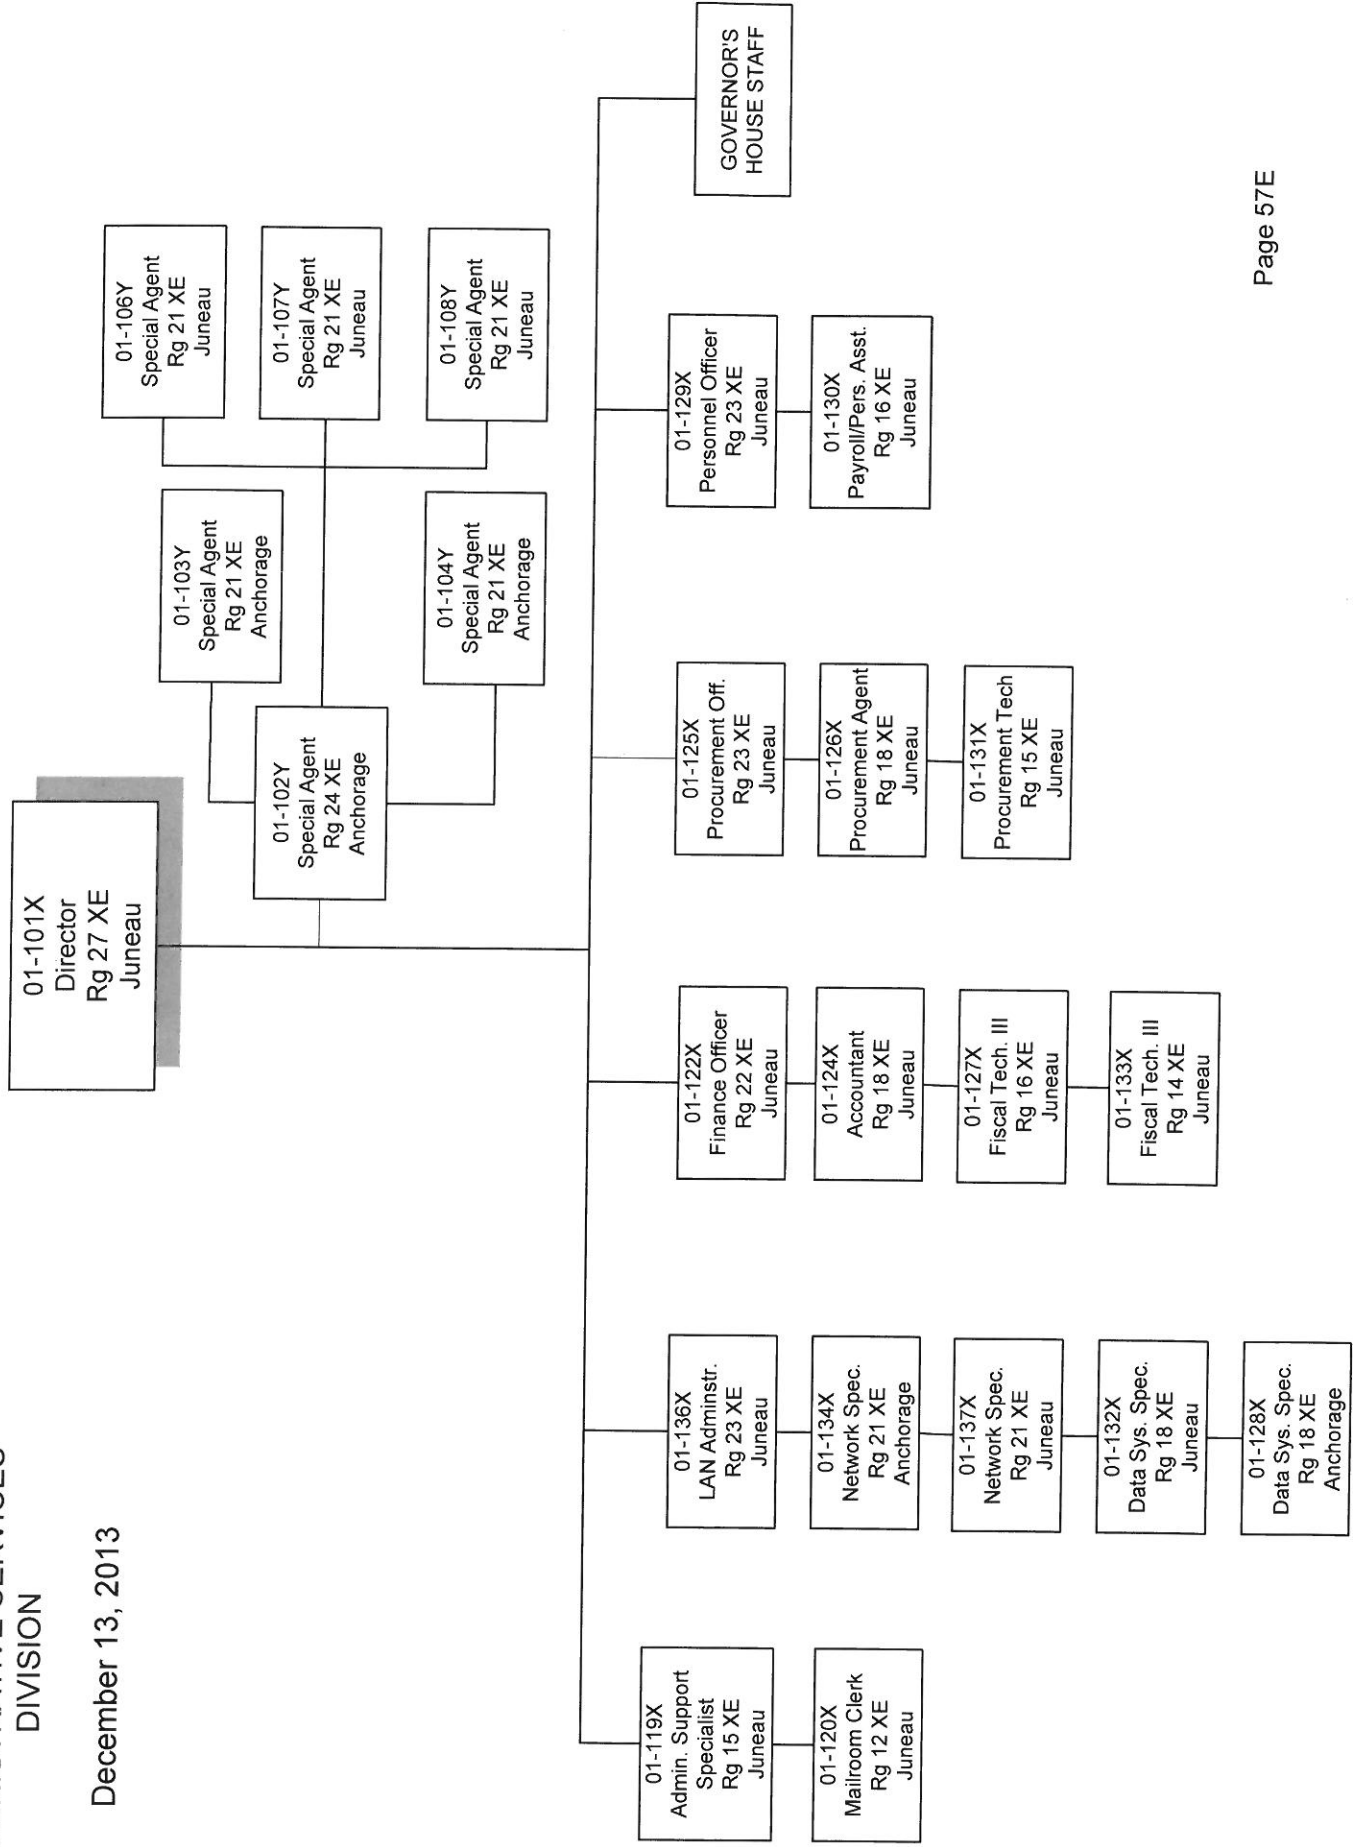 DIVISION
December 13, 2013
01-101X
Director
Rg 27 XE
Juneau
01-102Y
Special Agent
Rg 24 XE
Anchorage
01-103Y
Special Agent
Rg 21 XE
Anchorage
01-104Y
Special Agent
Rg 21 XE
Anchorage
01-106Y
Special Agent
Rg 21 XE
Juneau
01-107Y
Special Agent
Rg 21 XE
Juneau
01-108Y
Special Agent
Rg 21 XE
Juneau
01-119X
Admin. Support
Specialist
Rg 15 XE
Juneau
01-120X
Mailroom Clerk
Rg 12 XE
Juneau
01-136X
LAN Adminstr.
Rg 23 XE
Juneau
01-134X
Network Spec.
Rg 21 XE
Anchorage
01-137X
Network Spec.
Rg 21 XE
Juneau
01-132X
Data Sys. Spec.
Rg 18 XE
Juneau
01-128X
Data Sys. Spec.
Rg 18 XE
Anchorage
01-122X
Finance Officer
Rg 22 XE
Juneau
01-124X
Accountant
Rg 18 XE
Juneau
01-127X
Fiscal Tech. III
Rg 16 XE
Juneau
01-133X
Fiscal Tech. III
Rg 14 XE
Juneau
01-125X
Procurement Off.
Rg 23 XE
Juneau
01-126X
Procurement Agent
Rg 18 XE
Juneau
01-131X
Procurement Tech
Rg 15 XE
Juneau
01-129X
Personnel Officer
Rg 23 XE
Juneau
01-130X
Payroll/Pers. Asst.
Rg 16 XE
Juneau
GOVERNOR'S
HOUSE STAFF
Page 57E